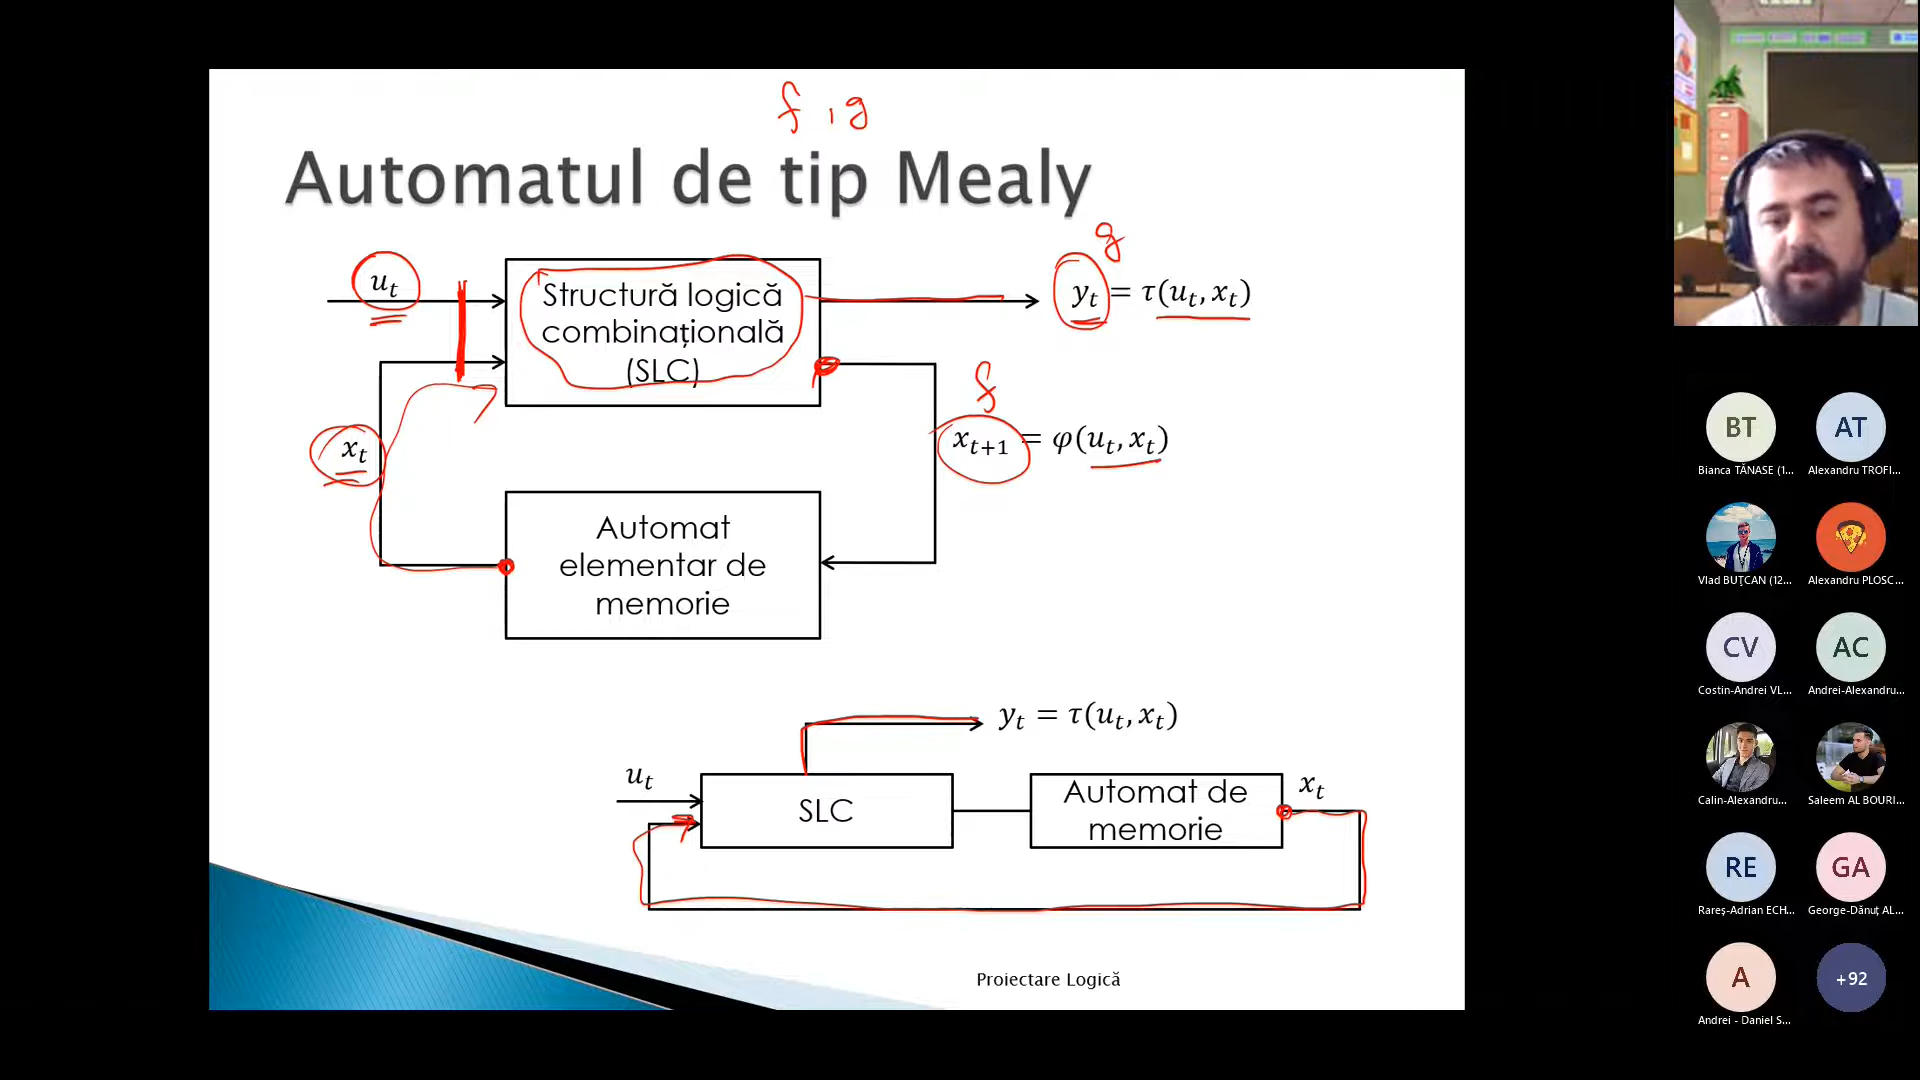 f , g
Automatul de tip Mealy
u_t
Structură logică
combinațională
(SLC)
g
y_t = τ(u_t, x_t)
f
x_t
x_{t+1} = φ(u_t, x_t)
Automat
elementar de
memorie
y_t = τ(u_t, x_t)
u_t
SLC
Automat de
memorie
x_t
Proiectare Logică
BT
Bianca TĂNASE (1...
AT
Alexandru TROFI...
Vlad BUȚCAN (12...
Alexandru PLOSC...
CV
Costin-Andrei VL...
AC
Andrei-Alexandru...
Calin-Alexandru...
Saleem AL BOURI...
RE
Rareș-Adrian ECH...
GA
George-Dănuț AL...
A
Andrei - Daniel S...
+92